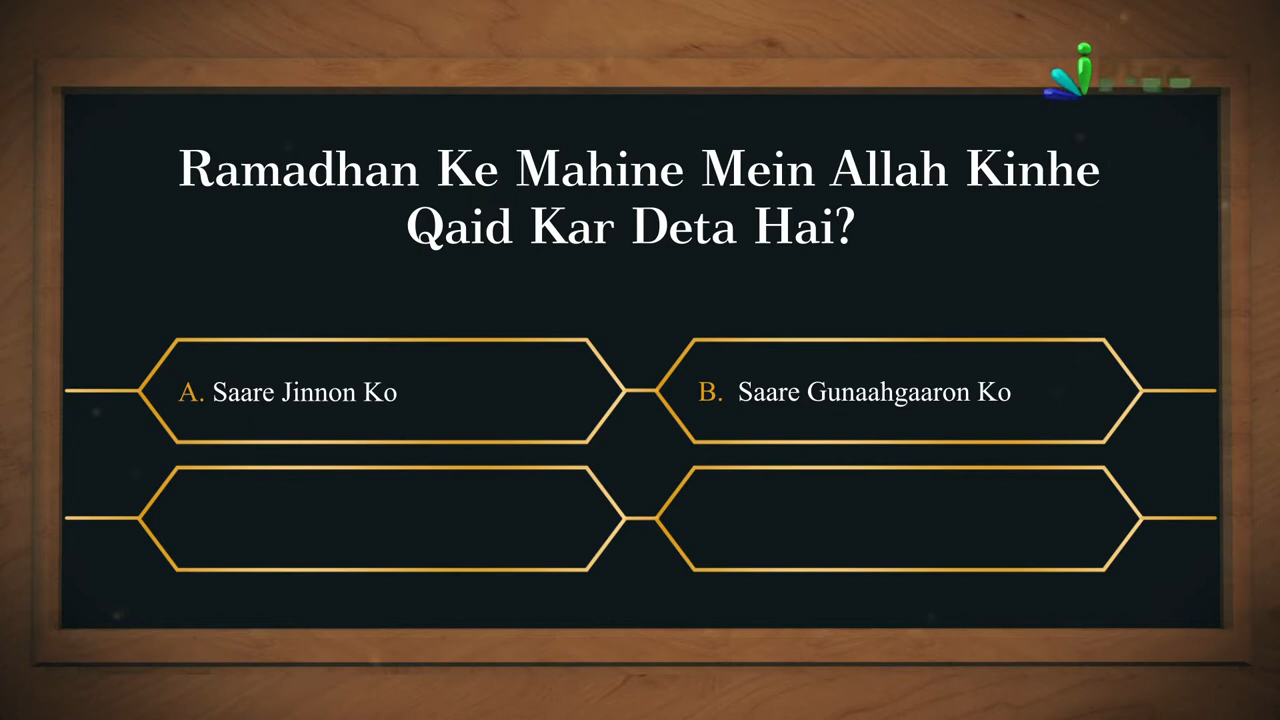 Ramadhan Ke Mahine Mein Allah Kinhe
Qaid Kar Deta Hai?
A. Saare Jinnon Ko
B. Saare Gunaahgaaron Ko